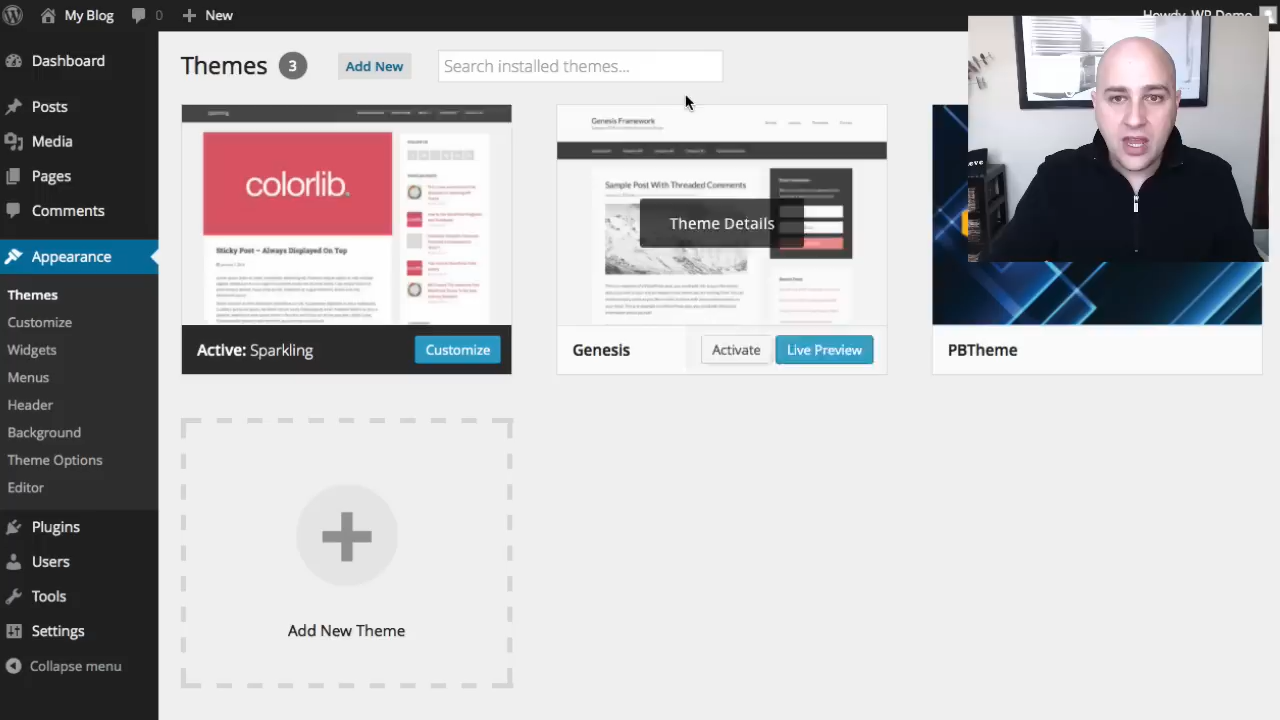 My Blog
0
New
Howdy, WP Demo
Dashboard
Posts
Media
Pages
Comments
Appearance
Themes
Customize
Widgets
Menus
Header
Background
Theme Options
Editor
Plugins
Users
Tools
Settings
Collapse menu
Themes 3
Add New
Search installed themes...
colorlib.
Sticky Post – Always Displayed On Top
Active: Sparkling
Customize
Genesis Framework
Sample Post With Threaded Comments
Theme Details
Genesis
Activate
Live Preview
PBTheme
Add New Theme